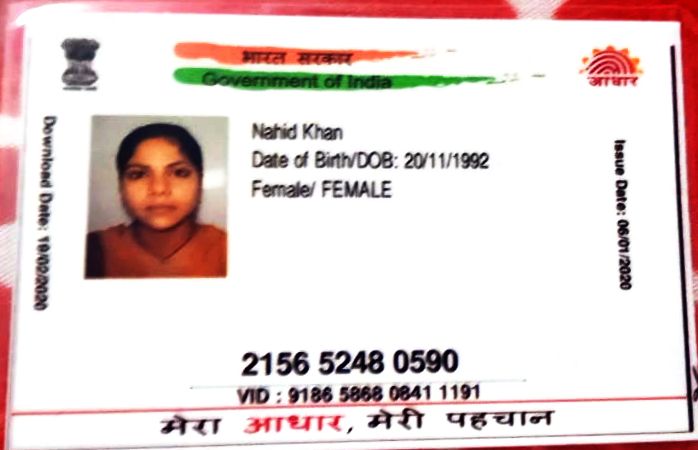 भारत सरकार
Government of India
आधार
Download Date: 19/02/2020
Nahid Khan
Date of Birth/DOB: 20/11/1992
Female/ FEMALE
Issue Date: 06/01/2020
2156 5248 0590
VID : 9186 5868 0841 1191
मेरा आधार, मेरी पहचान